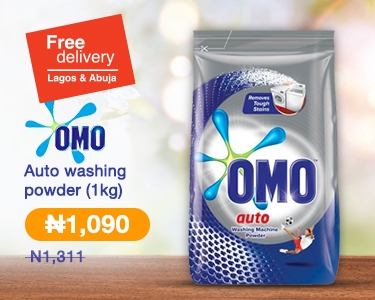 Free
delivery
Lagos & Abuja
OMO
Auto washing
powder (1kg)
₦1,090
₦1,311
Removes
Tough
Stains
OMO
auto
Washing Machine
Powder